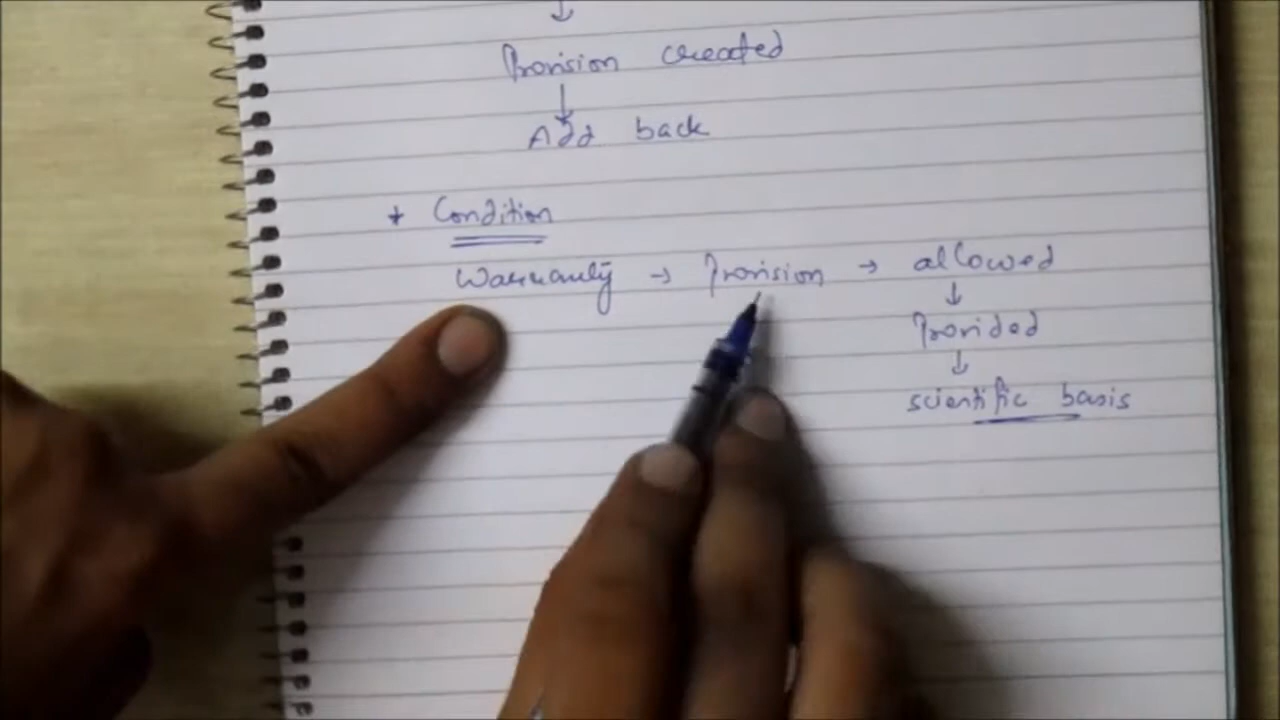 ↓
Provision created
↓
Add back
* Condition
Warranty → Provision → allowed
↓
Provided
↓
scientific basis